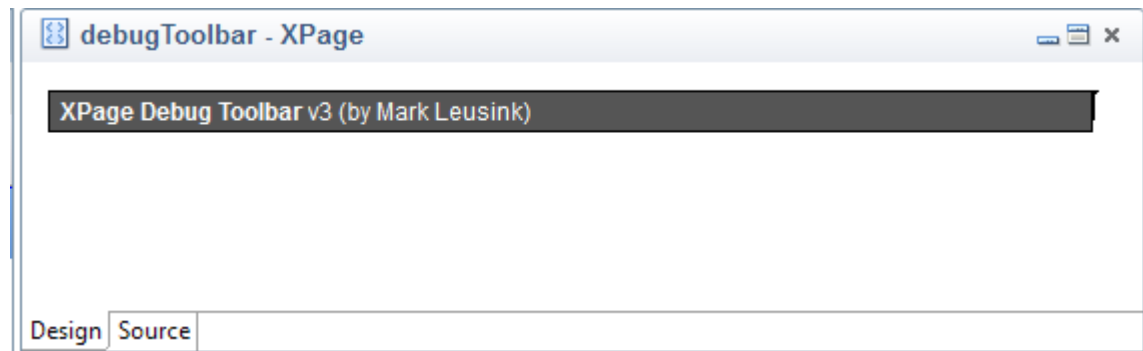 debugToolbar - XPage
XPage Debug Toolbar v3 (by Mark Leusink)
Design Source